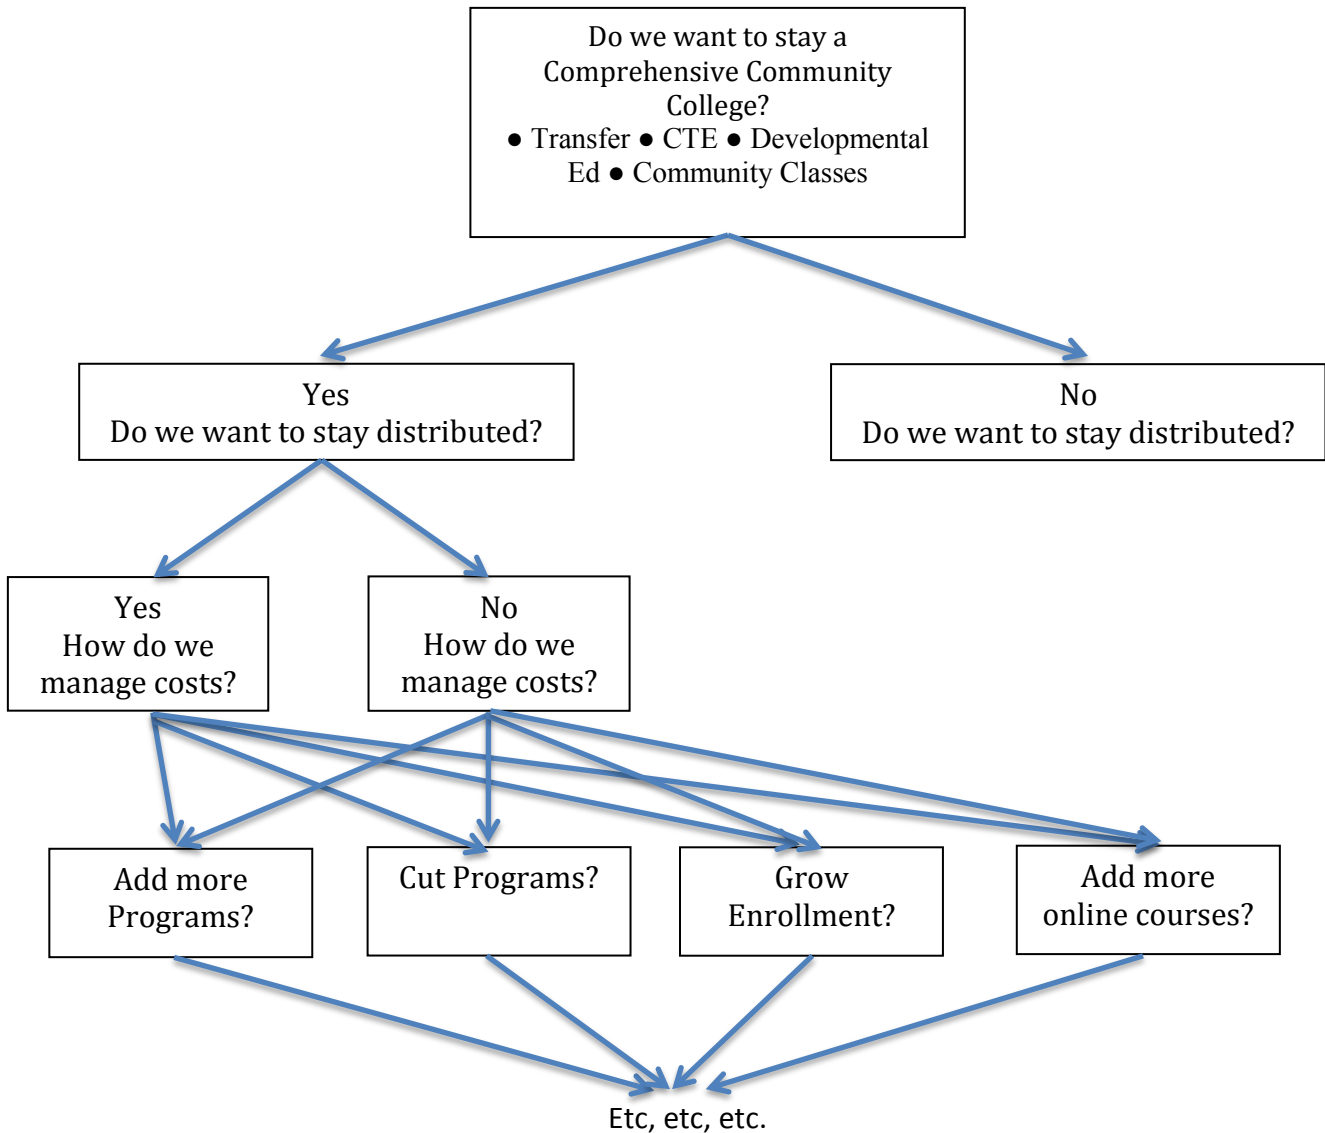 Do we want to stay a
Comprehensive Community
College?
● Transfer ● CTE ● Developmental
Ed ● Community Classes
Yes
Do we want to stay distributed?
No
Do we want to stay distributed?
Yes
How do we
manage costs?
No
How do we
manage costs?
Add more
Programs?
Cut Programs?
Grow
Enrollment?
Add more
online courses?
Etc, etc, etc.